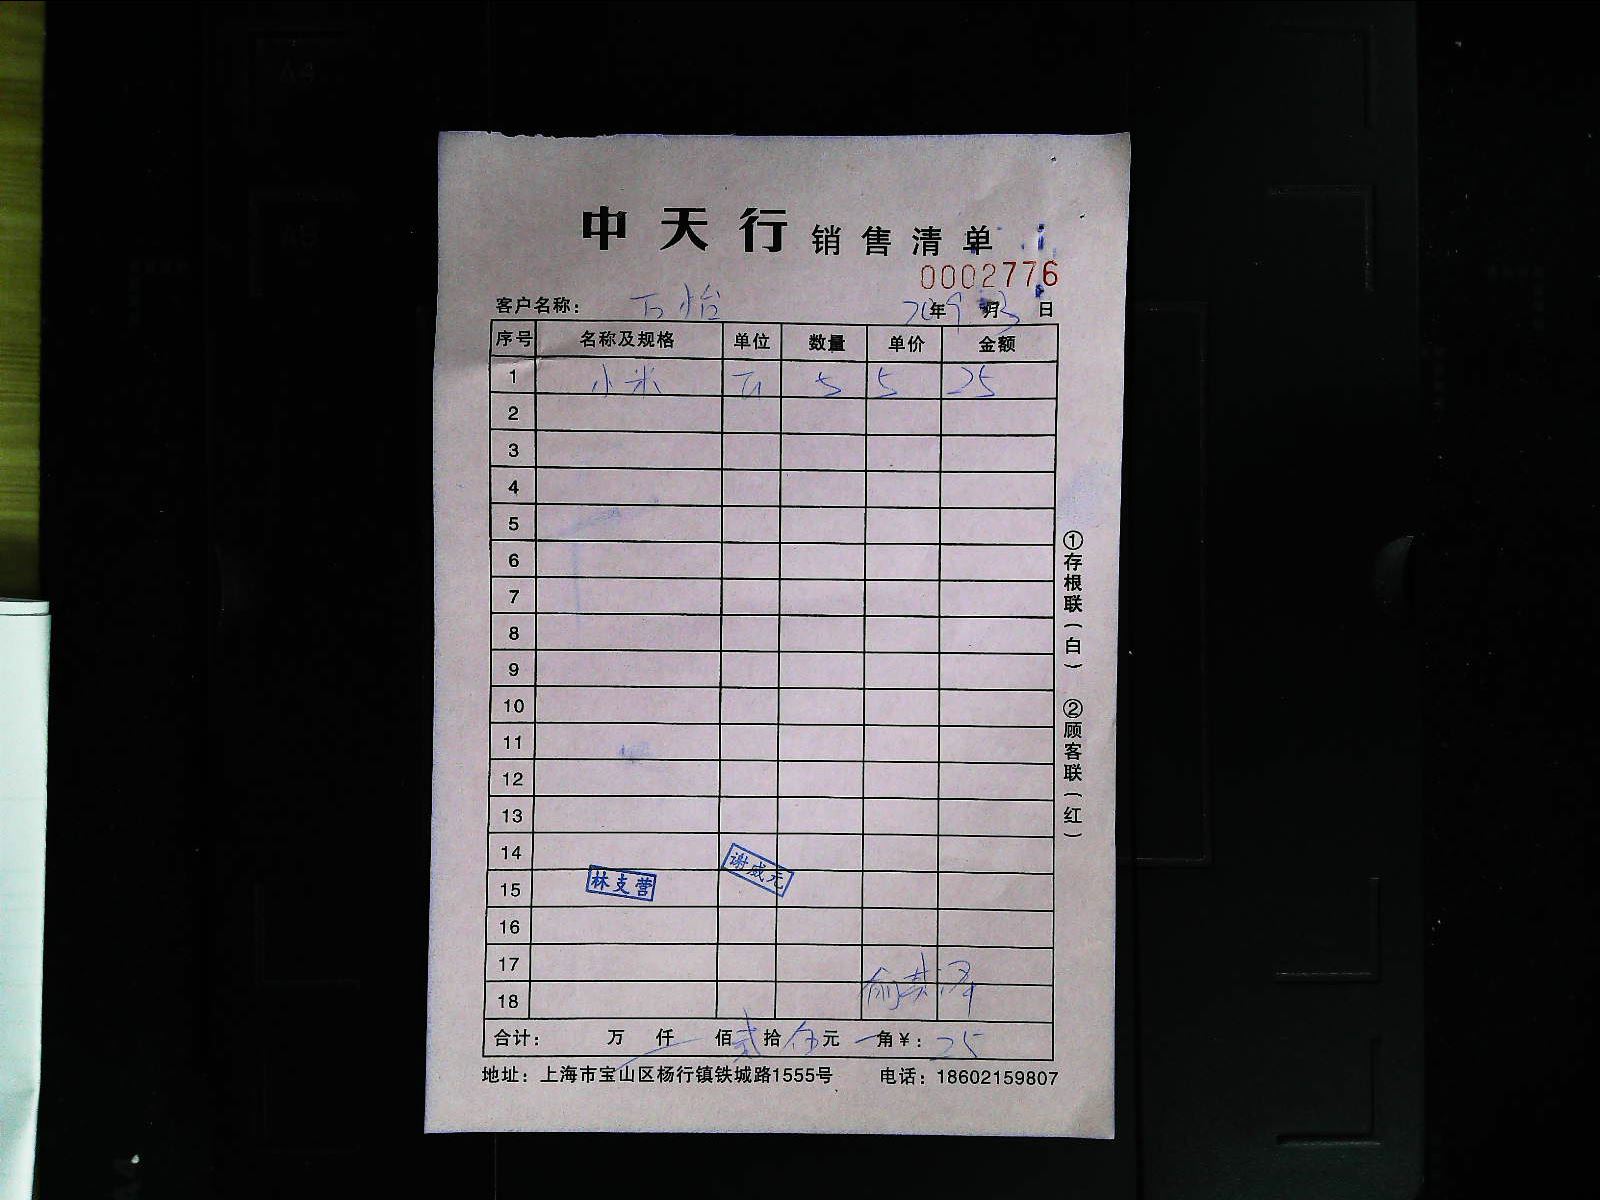 中天行 销售清单
0002776
客户名称： 万怡 年 月 日
序号 名称及规格 单位 数量 单价 金额
1 小米 斤 5 5 25
2
3
4
5
6
7
8
9
10
11
12
13
14 谢威元
15 林支营
16
17
18
合计： 万 仟 佰 贰 拾 伍 元 角 ¥： 25
地址：上海市宝山区杨行镇铁城路1555号 电话：18602159807
①存根联（白） ②顾客联（红）